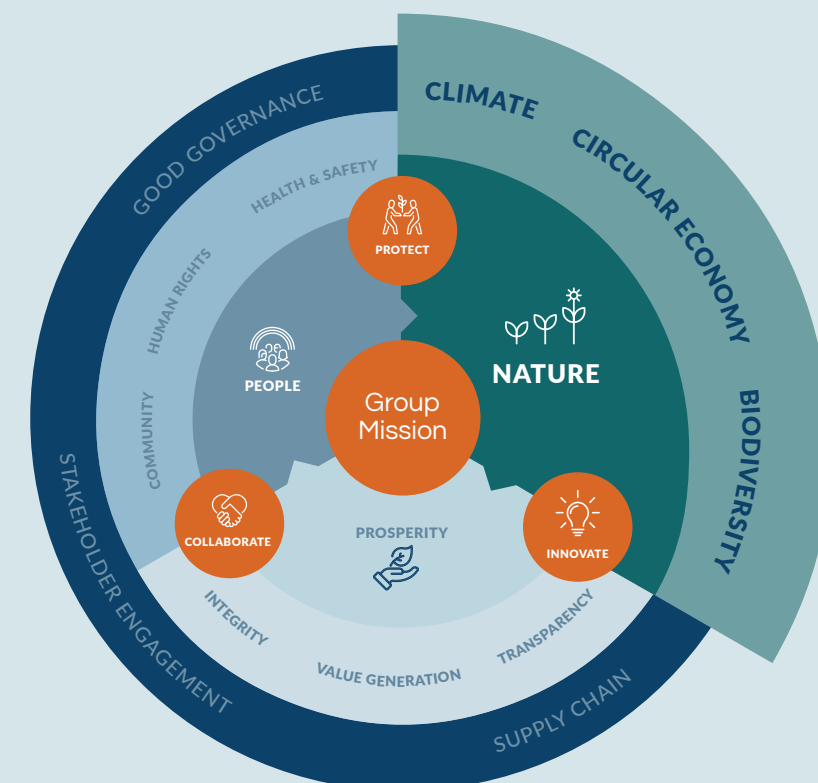 CLIMATE
CIRCULAR ECONOMY
BIODIVERSITY
GOOD GOVERNANCE
HEALTH & SAFETY
HUMAN RIGHTS
COMMUNITY
PROTECT
PEOPLE
NATURE
Group
Mission
COLLABORATE
PROSPERITY
INNOVATE
INTEGRITY
VALUE GENERATION
TRANSPARENCY
STAKEHOLDER ENGAGEMENT
SUPPLY CHAIN